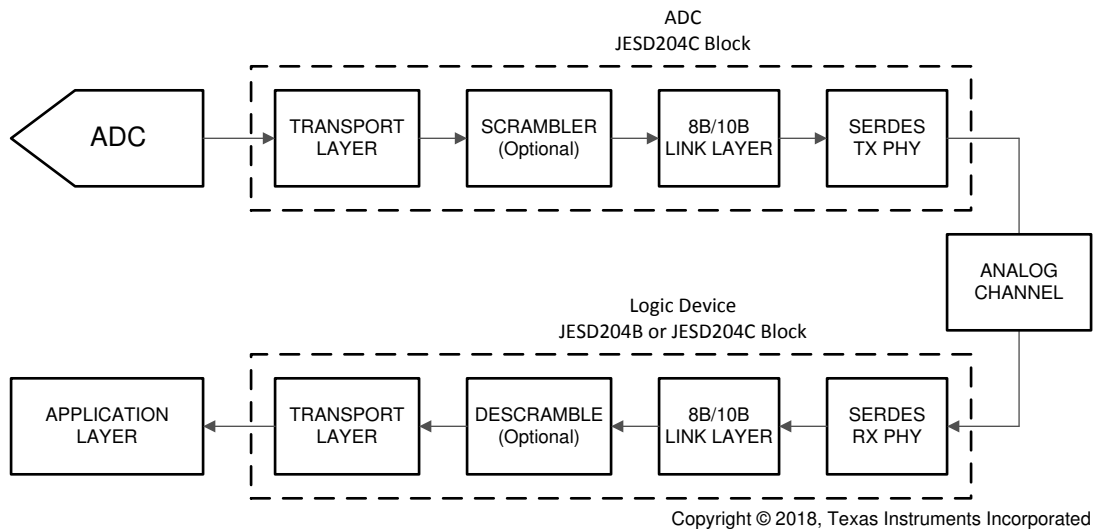 ADC
JESD204C Block
ADC
TRANSPORT
LAYER
SCRAMBLER
(Optional)
8B/10B
LINK LAYER
SERDES
TX PHY
ANALOG
CHANNEL
Logic Device
JESD204B or JESD204C Block
APPLICATION
LAYER
TRANSPORT
LAYER
DESCRAMBLE
(Optional)
8B/10B
LINK LAYER
SERDES
RX PHY
Copyright © 2018, Texas Instruments Incorporated